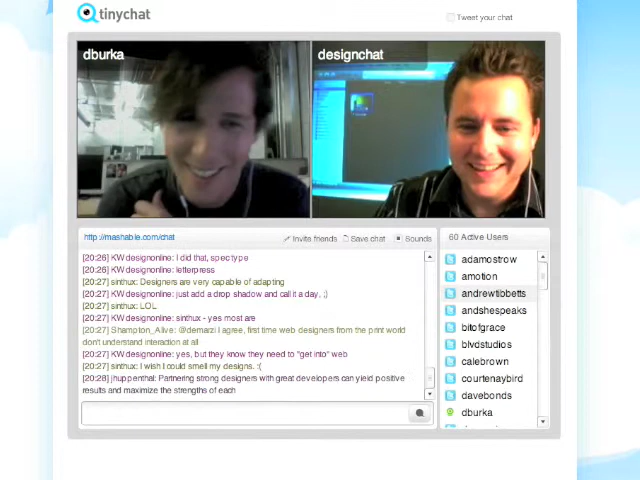 tinychat
Tweet your chat
dburka
designchat
http://mashable.com/chat
Invite friends
Save chat
Sounds
60 Active Users
[20:26] KWdesignonline: I did that, spec type
[20:26] KWdesignonline: letterpress
[20:27] sinthux: Designers are very capable of adapting
[20:27] KWdesignonline: just add a drop shadow and call it a day, ;)
[20:27] sinthux: LOL
[20:27] KWdesignonline: sinthux - yes most are
[20:27] Shampton_Alive: @demarzi I agree, first time web designers from the print world
don't understand interaction at all
[20:27] KWdesignonline: yes, but they know they need to "get into" web
[20:27] sinthux: I wish I could smell my designs. :(
[20:28] jhuppenthal: Partnering strong designers with great developers can yield positive
results and maximize the strengths of each
adamostrow
amotion
andrewtibbetts
andshespeaks
bitofgrace
blvdstudios
calebrown
courtenaybird
davebonds
dburka